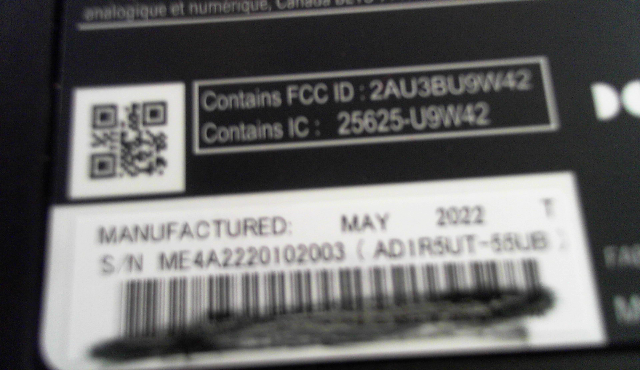 analogique et numérique, Canada
Contains FCC ID : 2AU3BU9W42
Contains IC : 25625-U9W42
MANUFACTURED: MAY 2022 T
S/N ME4A2220102003 ( AD1R5UT-55UB )